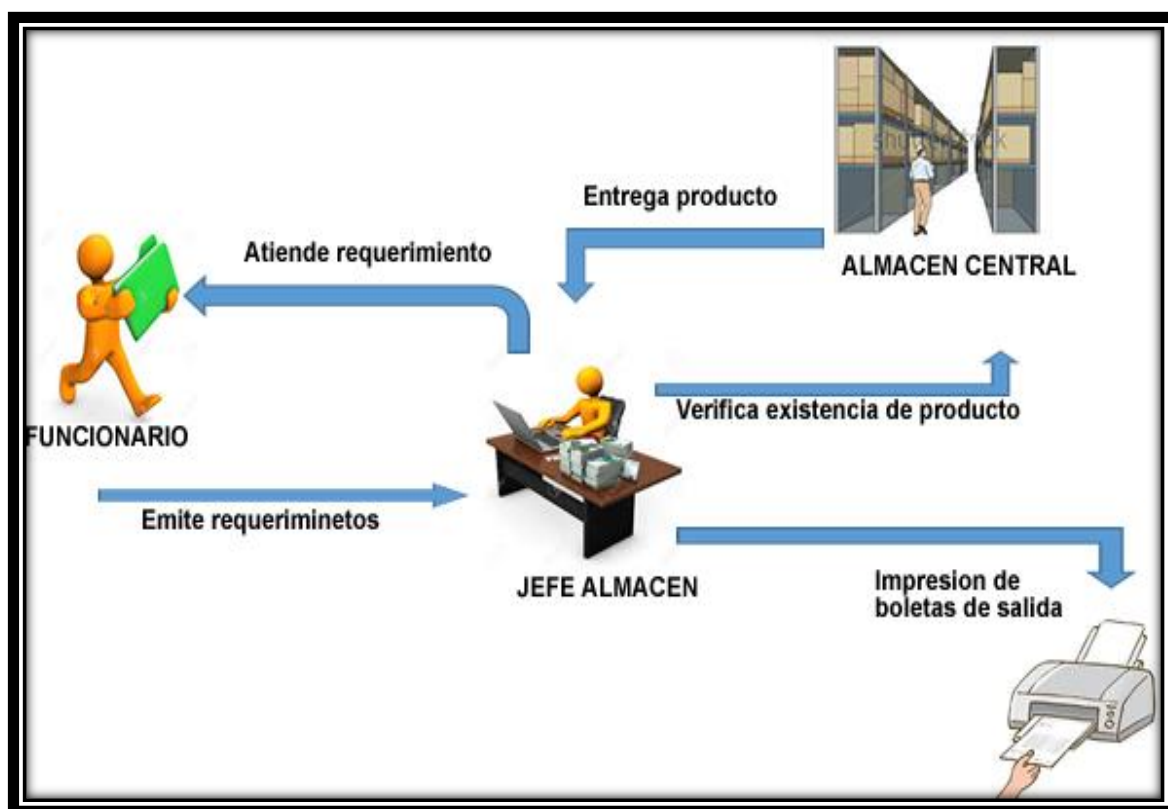 Entrega producto
shutterstock
ALMACEN CENTRAL
Atiende requerimiento
FUNCIONARIO
Verifica existencia de producto
Emite requeriminetos
JEFE ALMACEN
Impresion de
boletas de salida